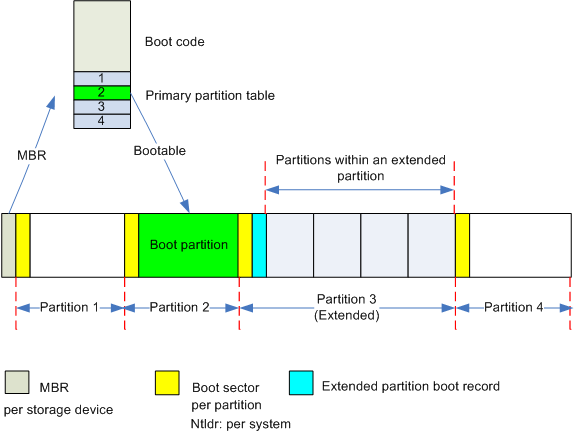 Boot code
1
2
3
4
Primary partition table
MBR
Bootable
Partitions within an extended
partition
Boot partition
Partition 1
Partition 2
Partition 3
(Extended)
Partition 4
MBR
per storage device
Boot sector
per partition
Ntldr: per system
Extended partition boot record